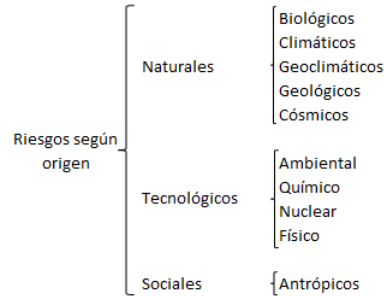 Riesgos según
origen
Naturales
Biológicos
Climáticos
Geoclimáticos
Geológicos
Cósmicos
Tecnológicos
Ambiental
Químico
Nuclear
Físico
Sociales
Antrópicos